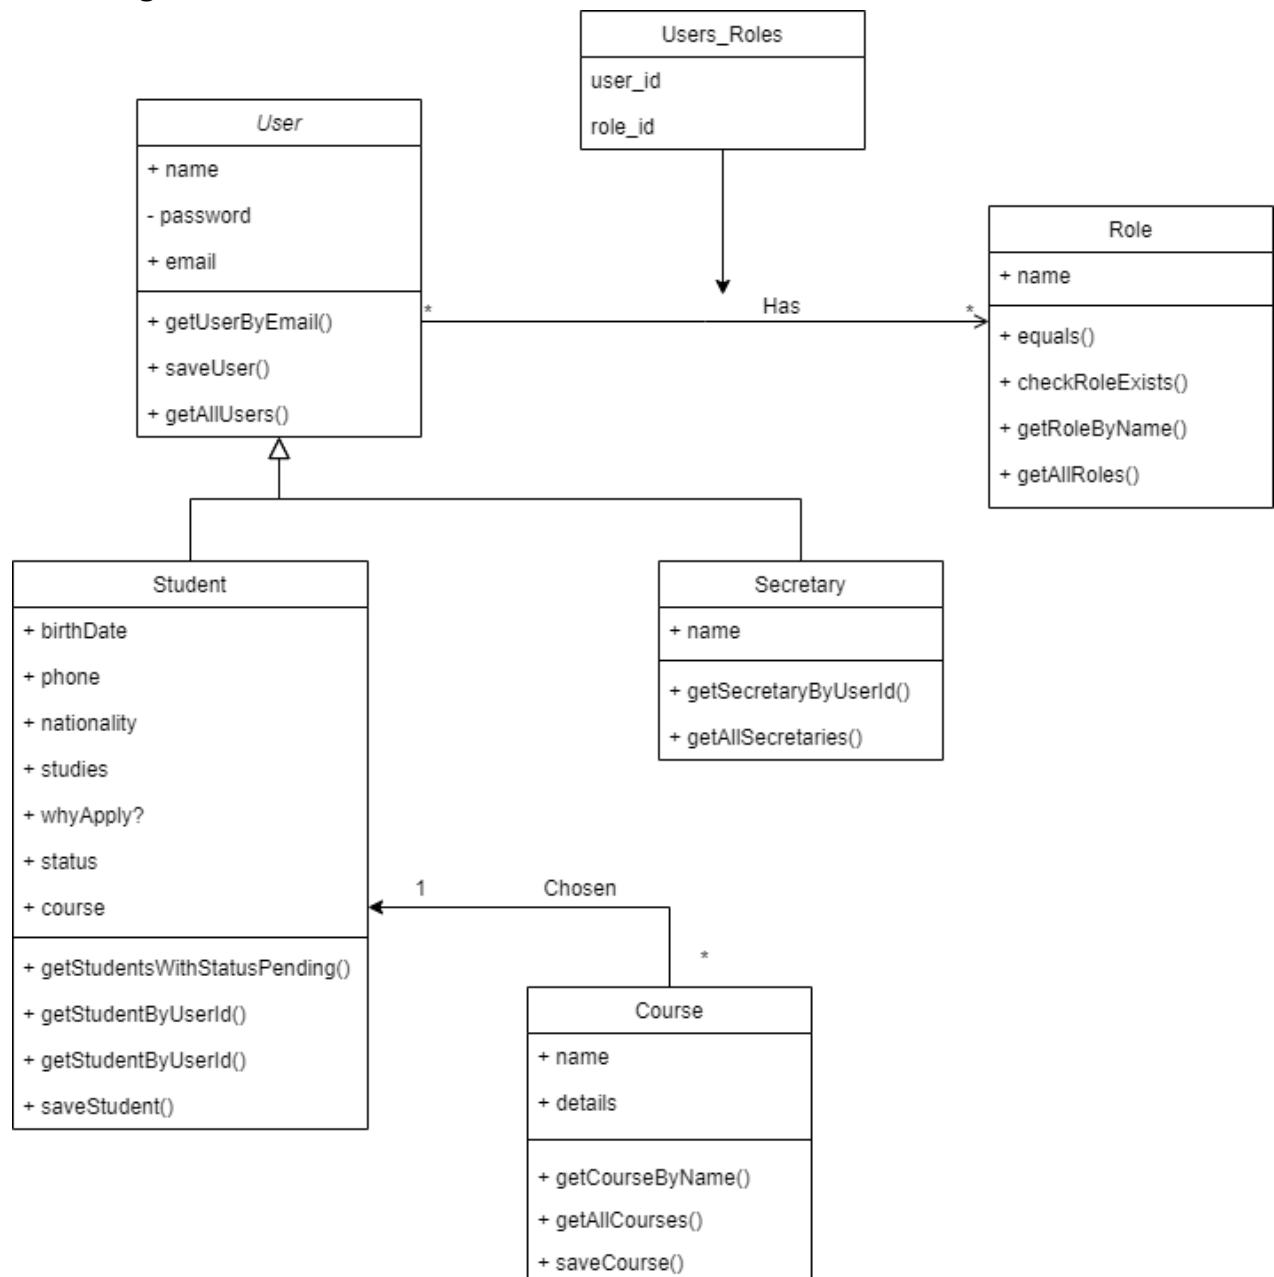 Users_Roles
user_id
role_id
User
+ name
- password
+ email
+ getUserByEmail()
+ saveUser()
+ getAllUsers()
*
Has
*
Role
+ name
+ equals()
+ checkRoleExists()
+ getRoleByName()
+ getAllRoles()
Student
+ birthDate
+ phone
+ nationality
+ studies
+ whyApply?
+ status
+ course
+ getStudentsWithStatusPending()
+ getStudentByUserId()
+ getStudentByUserId()
+ saveStudent()
Secretary
+ name
+ getSecretaryByUserId()
+ getAllSecretaries()
1
Chosen
*
Course
+ name
+ details
+ getCourseByName()
+ getAllCourses()
+ saveCourse()